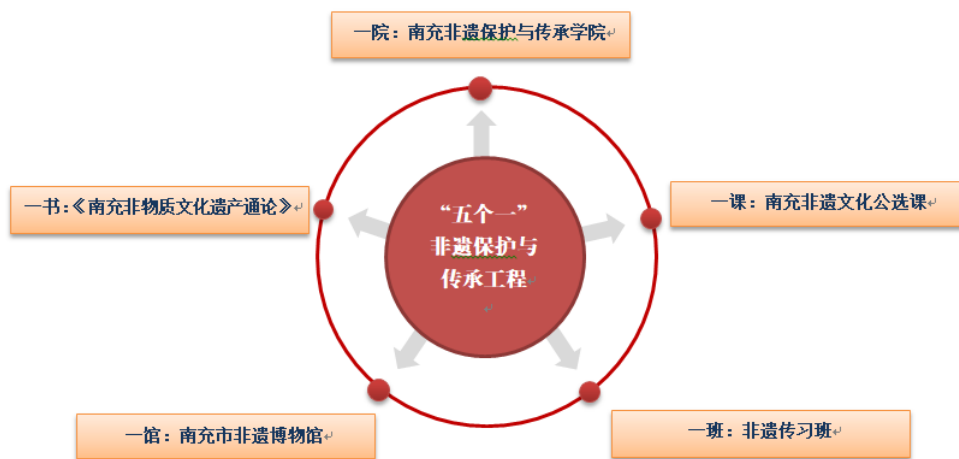 一院：南充非遗保护与传承学院
一书：《南充非物质文化遗产通论》
一课：南充非遗文化公选课
“五个一”
非遗保护与
传承工程
一馆：南充市非遗博物馆
一班：非遗传习班